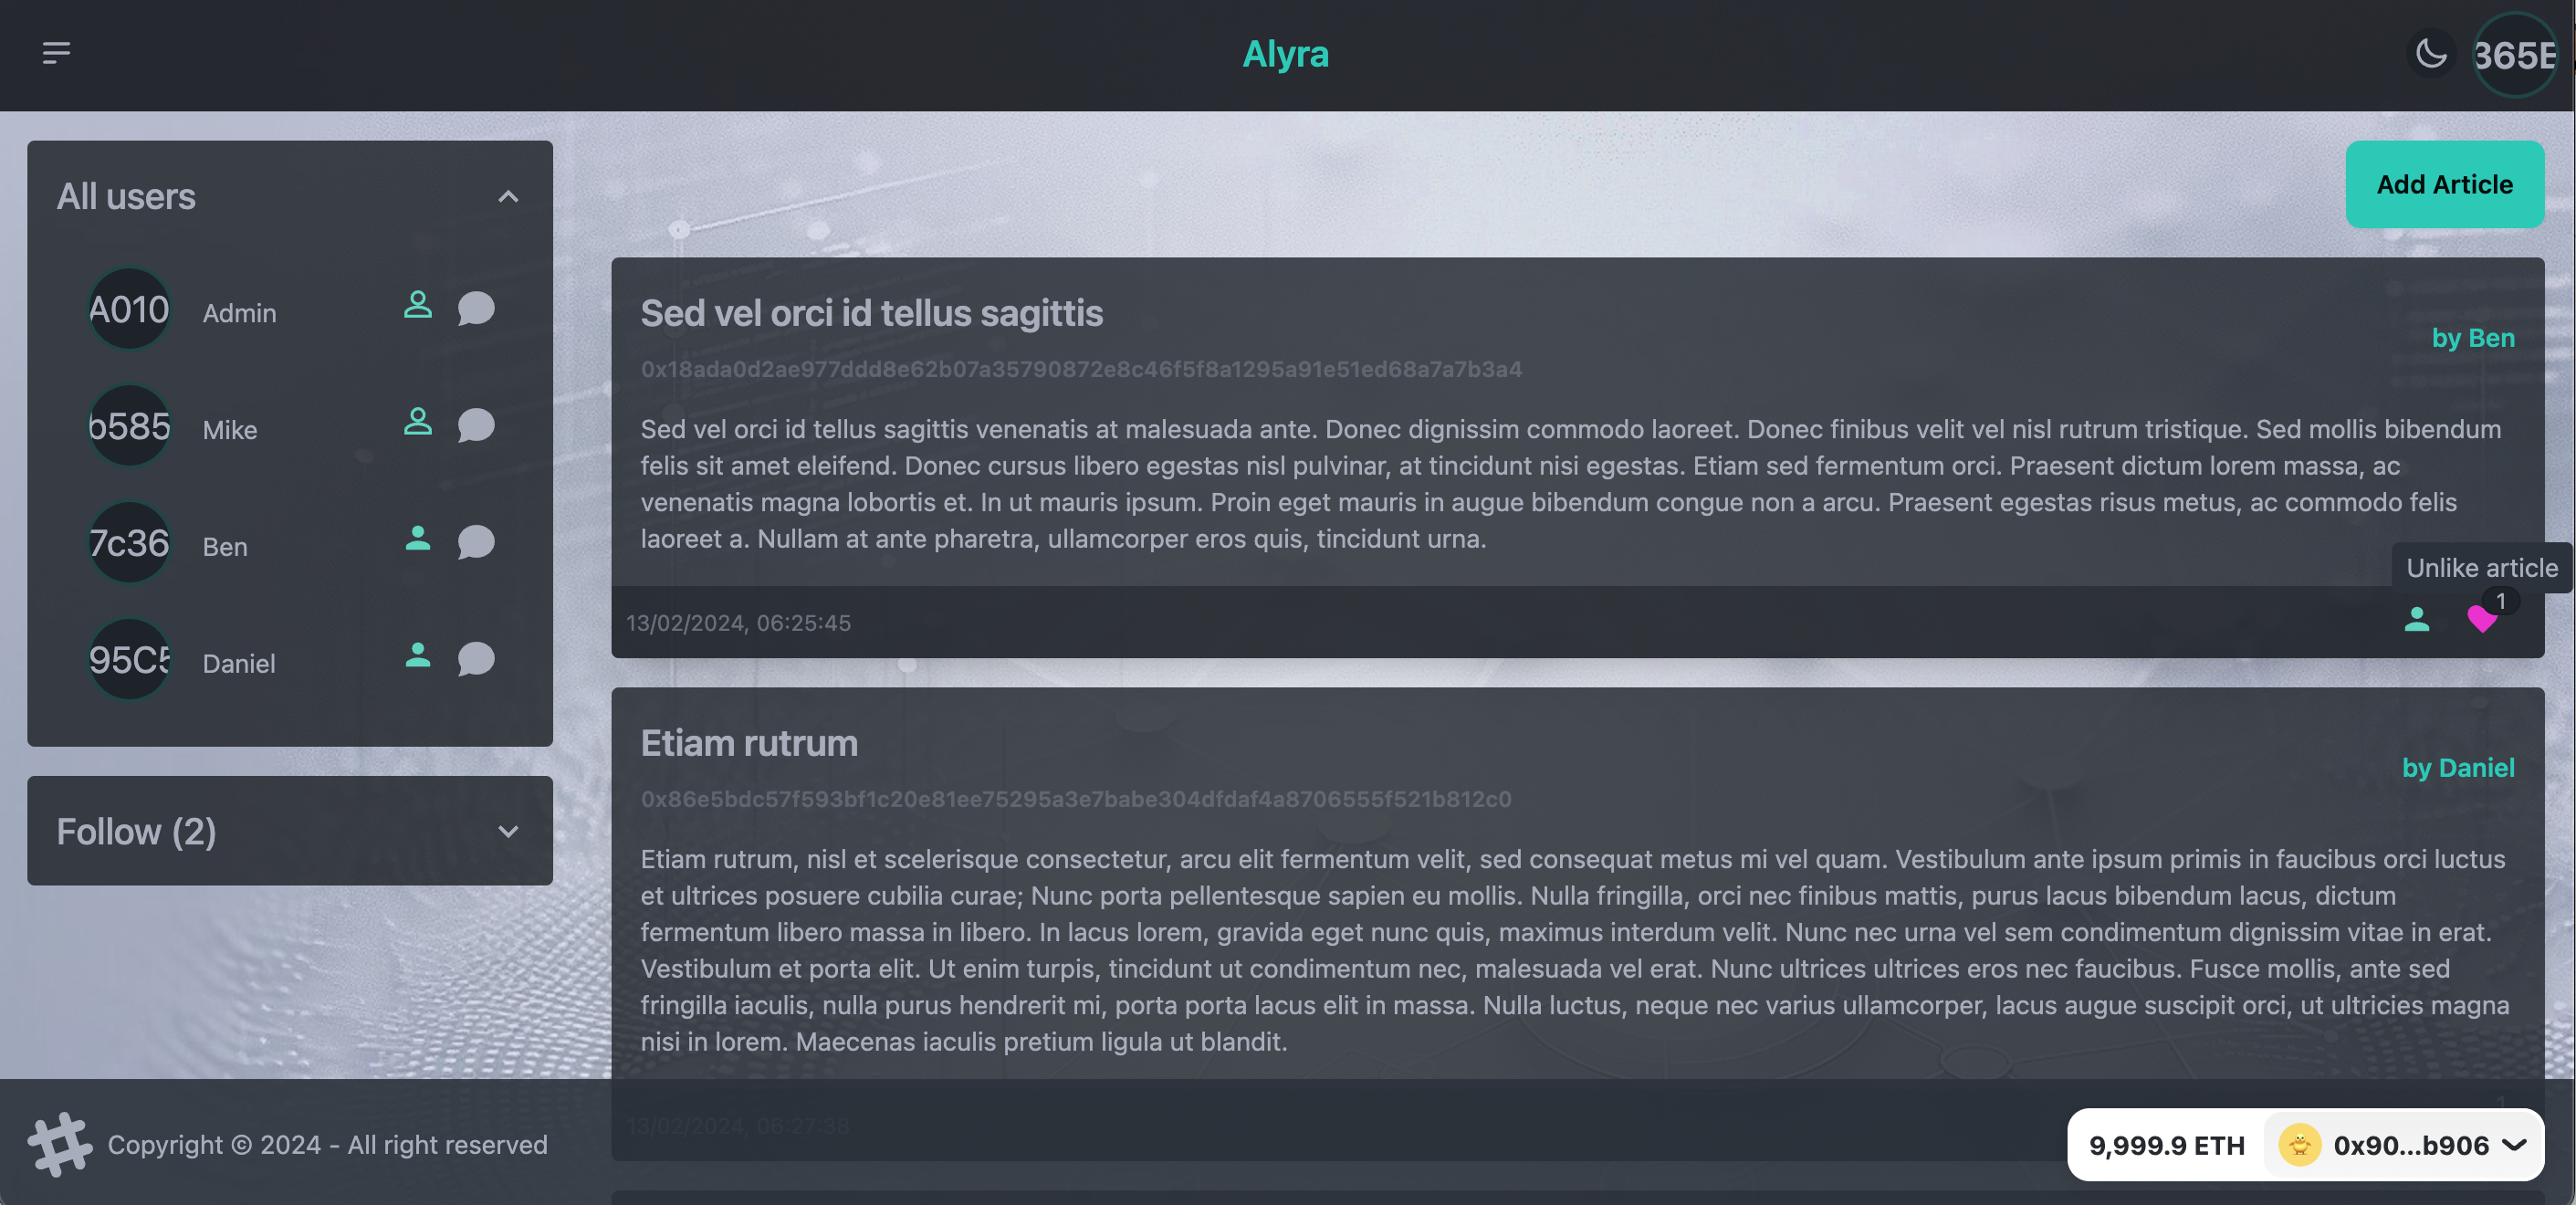 Alyra
365E
All users
A010 Admin
b585 Mike
7c36 Ben
95C5 Daniel
Follow (2)
Add Article
Sed vel orci id tellus sagittis
by Ben
0x18ada0d2ae977ddd8e62b07a35790872e8c46f5f8a1295a91e51ed68a7a7b3a4
Sed vel orci id tellus sagittis venenatis at malesuada ante. Donec dignissim commodo laoreet. Donec finibus velit vel nisl rutrum tristique. Sed mollis bibendum
felis sit amet eleifend. Donec cursus libero egestas nisl pulvinar, at tincidunt nisi egestas. Etiam sed fermentum orci. Praesent dictum lorem massa, ac
venenatis magna lobortis et. In ut mauris ipsum. Proin eget mauris in augue bibendum congue non a arcu. Praesent egestas risus metus, ac commodo felis
laoreet a. Nullam at ante pharetra, ullamcorper eros quis, tincidunt urna.
Unlike article
13/02/2024, 06:25:45
1
Etiam rutrum
by Daniel
0x86e5bdc57f593bf1c20e81ee75295a3e7babe304dfdaf4a8706555f521b812c0
Etiam rutrum, nisl et scelerisque consectetur, arcu elit fermentum velit, sed consequat metus mi vel quam. Vestibulum ante ipsum primis in faucibus orci luctus
et ultrices posuere cubilia curae; Nunc porta pellentesque sapien eu mollis. Nulla fringilla, orci nec finibus mattis, purus lacus bibendum lacus, dictum
fermentum libero massa in libero. In lacus lorem, gravida eget nunc quis, maximus interdum velit. Nunc nec urna vel sem condimentum dignissim vitae in erat.
Vestibulum et porta elit. Ut enim turpis, tincidunt ut condimentum nec, malesuada vel erat. Nunc ultrices ultrices eros nec faucibus. Fusce mollis, ante sed
fringilla iaculis, nulla purus hendrerit mi, porta porta lacus elit in massa. Nulla luctus, neque nec varius ullamcorper, lacus augue suscipit orci, ut ultricies magna
nisi in lorem. Maecenas iaculis pretium ligula ut blandit.
13/02/2024, 06:27:38
1
Copyright © 2024 - All right reserved
9,999.9 ETH
0x90...b906